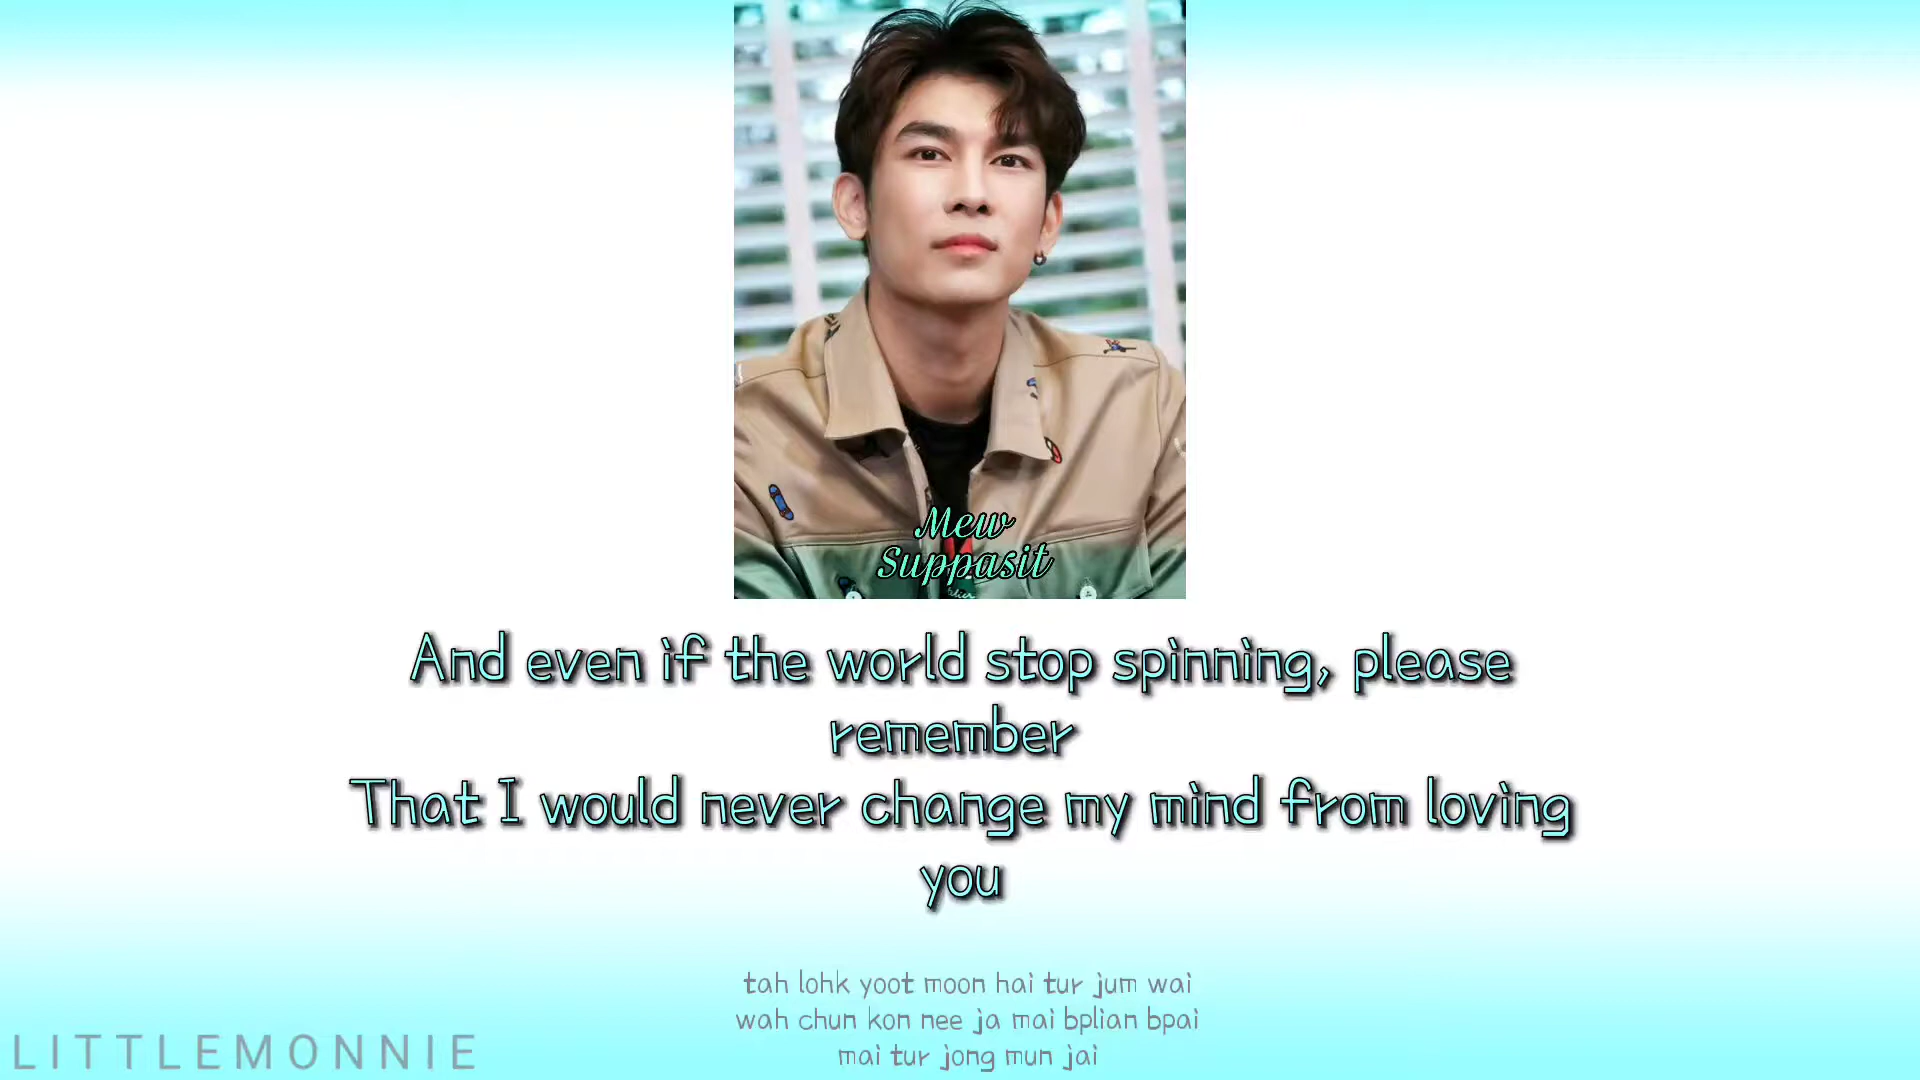 Mew
Suppasit
And even if the world stop spinning, please
remember
That I would never change my mind from loving
you
tah lohk yoot moon hai tur jum wai
wah chun kon nee ja mai bplian bpai
mai tur jong mun jai
LITTLEMONNIE